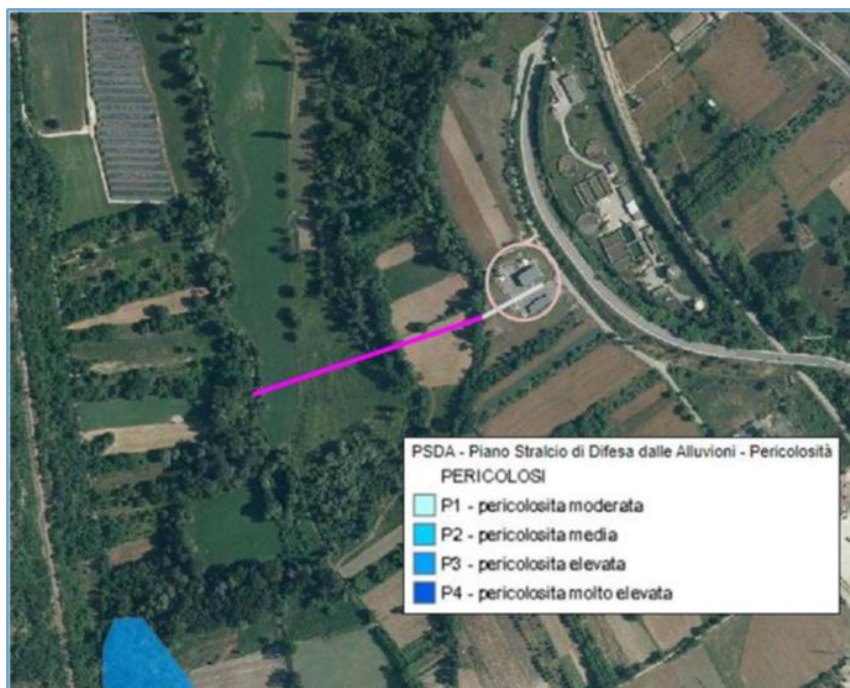 PSDA - Piano Stralcio di Difesa dalle Alluvioni - Pericolosità
PERICOLOSI
P1 - pericolosita moderata
P2 - pericolosita media
P3 - pericolosita elevata
P4 - pericolosita molto elevata